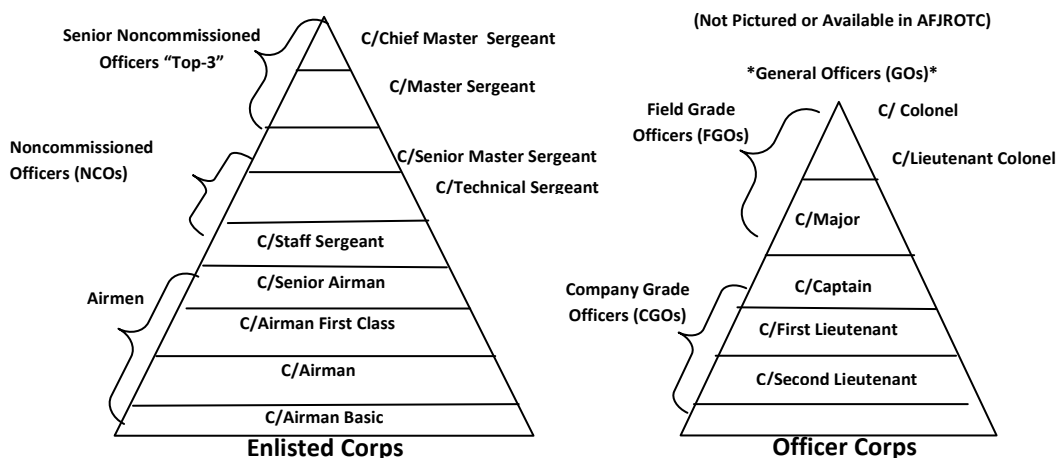 Senior Noncommissioned
Officers “Top-3”
C/Chief Master  Sergeant
C/Master Sergeant
Noncommissioned
Officers (NCOs)
C/Senior Master Sergeant
C/Technical Sergeant
C/Staff Sergeant
Airmen
C/Senior Airman
C/Airman First Class
C/Airman
C/Airman Basic
Enlisted Corps
(Not Pictured or Available in AFJROTC)
*General Officers (GOs)*
Field Grade
Officers (FGOs)
C/ Colonel
C/Lieutenant Colonel
C/Major
Company Grade
Officers (CGOs)
C/Captain
C/First Lieutenant
C/Second Lieutenant
Officer Corps